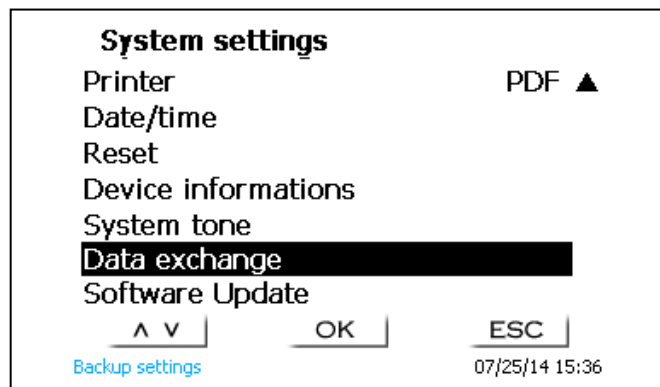 System settings
Printer PDF ▲
Date/time
Reset
Device informations
System tone
Data exchange
Software Update
∧ ∨ OK ESC
Backup settings 07/25/14 15:36